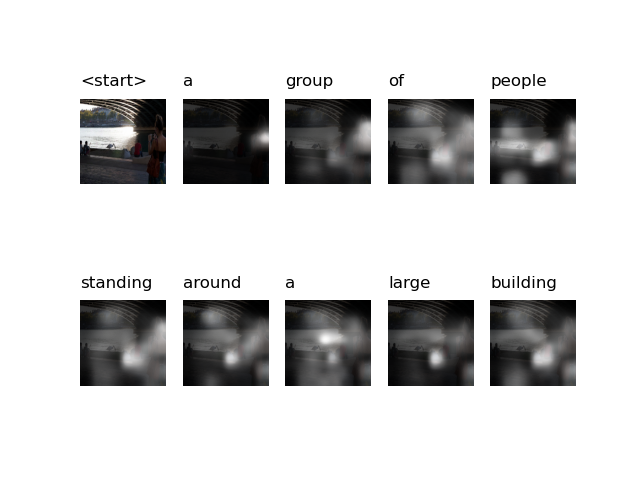 <start> a group of people
standing around a large building